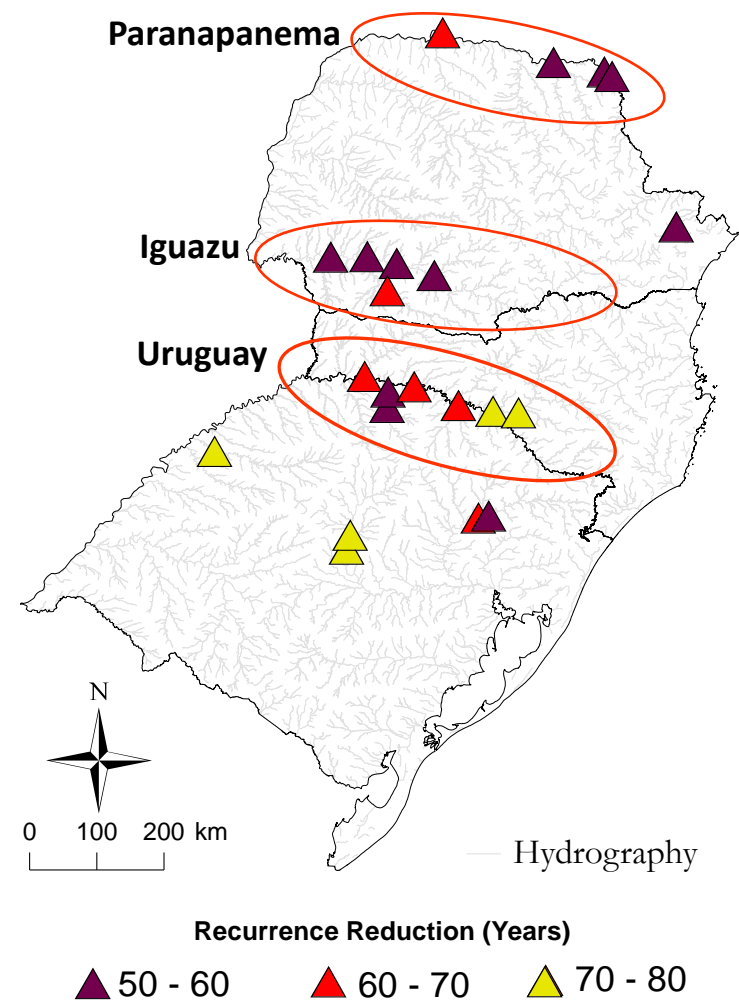 Paranapanema
Iguazu
Uruguay
N
0 100 200 km
Hydrography
Recurrence Reduction (Years)
50 - 60 60 - 70 70 - 80